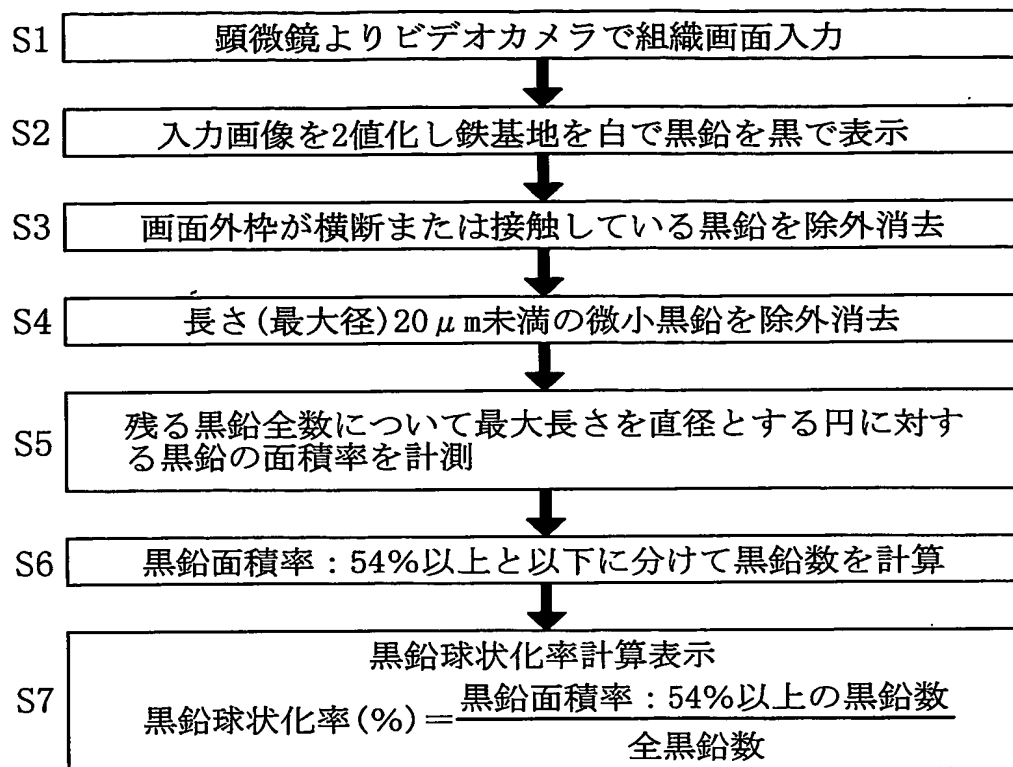 S1 顕微鏡よりビデオカメラで組織画面入力
S2 入力画像を2値化し鉄基地を白で黒鉛を黒で表示
S3 画面外枠が横断または接触している黒鉛を除外消去
S4 長さ(最大径)20μm未満の微小黒鉛を除外消去
S5 残る黒鉛全数について最大長さを直径とする円に対す
る黒鉛の面積率を計測
S6 黒鉛面積率：54%以上と以下に分けて黒鉛数を計算
S7 黒鉛球状化率計算表示
黒鉛球状化率(%)=
黒鉛面積率：54%以上の黒鉛数
全黒鉛数